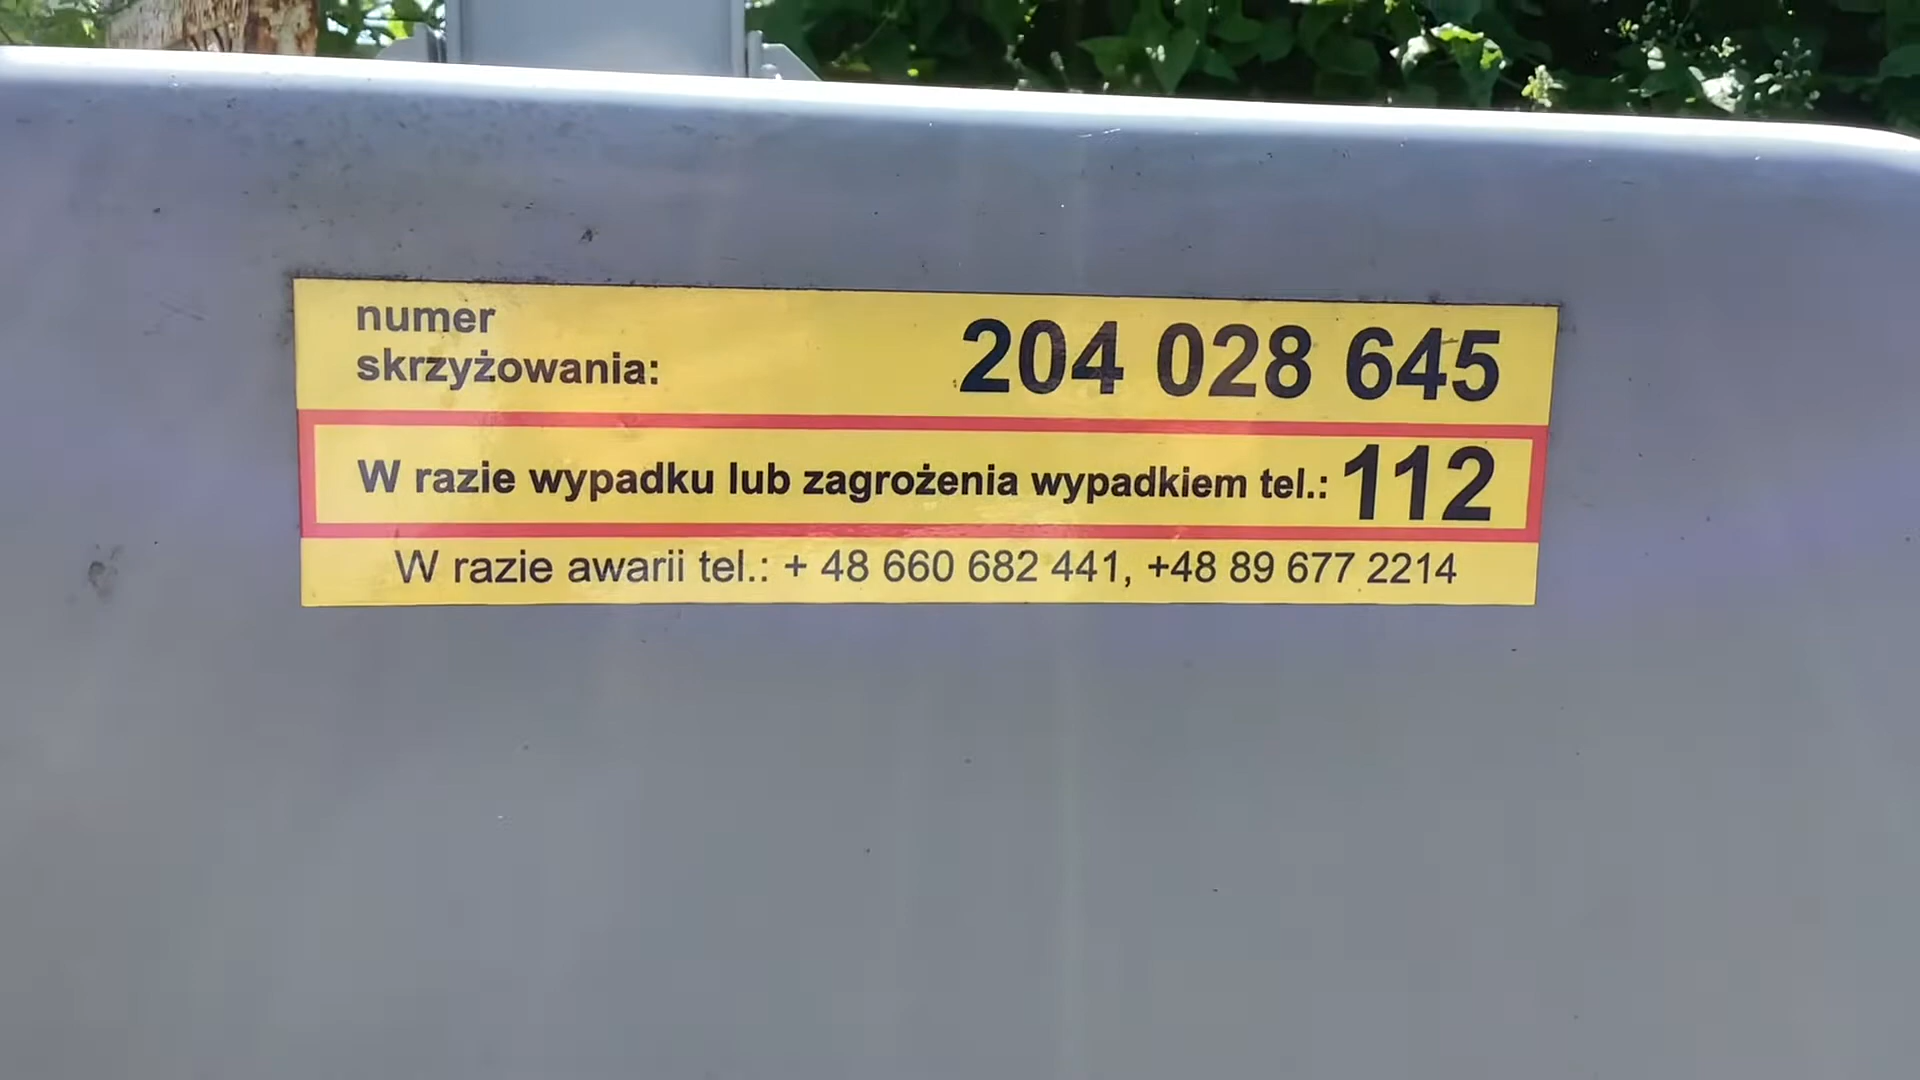 numer
skrzyżowania: 204 028 645
W razie wypadku lub zagrożenia wypadkiem tel.: 112
W razie awarii tel.: + 48 660 682 441, +48 89 677 2214